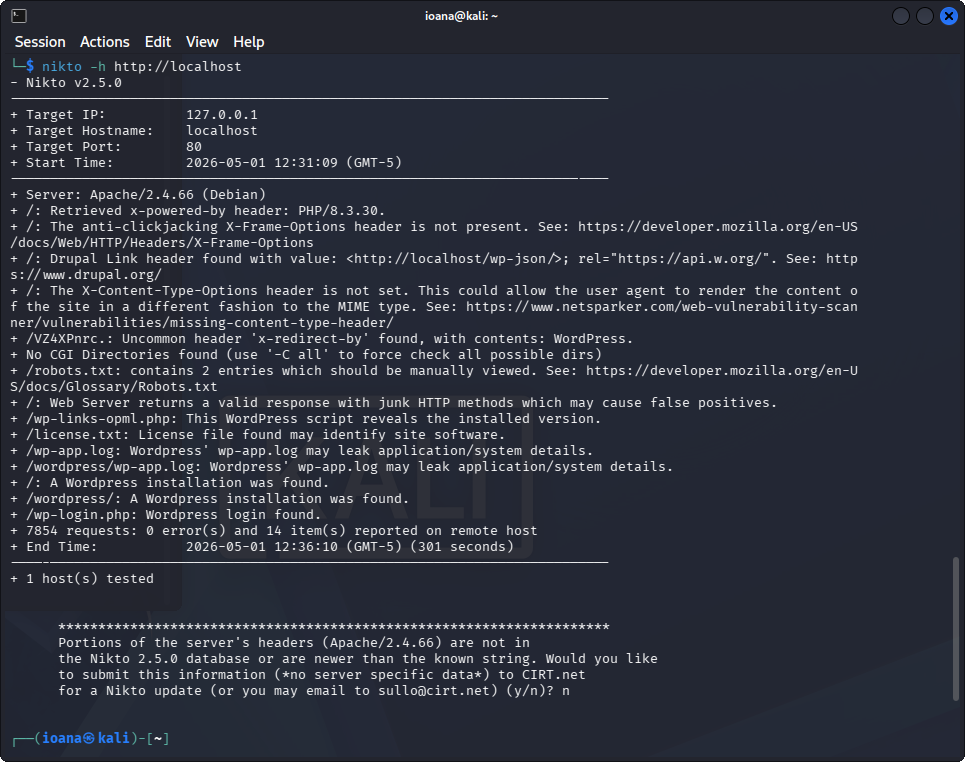 ioana@kali: ~
Session Actions Edit View Help
└─$ nikto -h http://localhost
- Nikto v2.5.0
---------------------------------------------------------------------------
+ Target IP:          127.0.0.1
+ Target Hostname:    localhost
+ Target Port:        80
+ Start Time:         2026-05-01 12:31:09 (GMT-5)
---------------------------------------------------------------------------
+ Server: Apache/2.4.66 (Debian)
+ /: Retrieved x-powered-by header: PHP/8.3.30.
+ /: The anti-clickjacking X-Frame-Options header is not present. See: https://developer.mozilla.org/en-US
/docs/Web/HTTP/Headers/X-Frame-Options
+ /: Drupal Link header found with value: <http://localhost/wp-json/>; rel="https://api.w.org/". See: http
s://www.drupal.org/
+ /: The X-Content-Type-Options header is not set. This could allow the user agent to render the content o
f the site in a different fashion to the MIME type. See: https://www.netsparker.com/web-vulnerability-scan
ner/vulnerabilities/missing-content-type-header/
+ /VZ4XPnrc.: Uncommon header 'x-redirect-by' found, with contents: WordPress.
+ No CGI Directories found (use '-C all' to force check all possible dirs)
+ /robots.txt: contains 2 entries which should be manually viewed. See: https://developer.mozilla.org/en-U
S/docs/Glossary/Robots.txt
+ /: Web Server returns a valid response with junk HTTP methods which may cause false positives.
+ /wp-links-opml.php: This WordPress script reveals the installed version.
+ /license.txt: License file found may identify site software.
+ /wp-app.log: Wordpress' wp-app.log may leak application/system details.
+ /wordpress/wp-app.log: Wordpress' wp-app.log may leak application/system details.
+ /: A Wordpress installation was found.
+ /wordpress/: A Wordpress installation was found.
+ /wp-login.php: Wordpress login found.
+ 7854 requests: 0 error(s) and 14 item(s) reported on remote host
+ End Time:           2026-05-01 12:36:10 (GMT-5) (301 seconds)
---------------------------------------------------------------------------
+ 1 host(s) tested
*********************************************************************
Portions of the server's headers (Apache/2.4.66) are not in
the Nikto 2.5.0 database or are newer than the known string. Would you like
to submit this information (*no server specific data*) to CIRT.net
for a Nikto update (or you may email to sullo@cirt.net) (y/n)? n
┌──(ioana㉿kali)-[~]
KALI